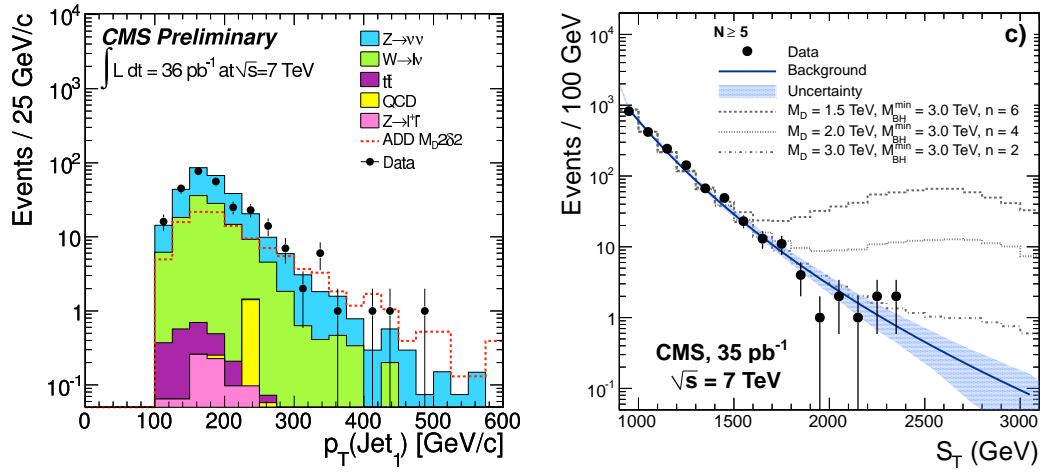 CMS Preliminary
∫ L dt = 36 pb⁻¹ at √s=7 TeV
Z→νν
W→lν
tt̄
QCD
Z→l⁺l⁻
ADD M_D2δ2
Data
Events / 25 GeV/c
10⁴
10³
10²
10
1
10⁻¹
0 100 200 300 400 500 600
p_T(Jet_1) [GeV/c]
N ≥ 5
c)
Data
Background
Uncertainty
M_D = 1.5 TeV, M_BH^min = 3.0 TeV, n = 6
M_D = 2.0 TeV, M_BH^min = 3.0 TeV, n = 4
M_D = 3.0 TeV, M_BH^min = 3.0 TeV, n = 2
Events / 100 GeV
10⁴
10³
10²
10
1
10⁻¹
CMS, 35 pb⁻¹
√s = 7 TeV
1000 1500 2000 2500 3000
S_T (GeV)